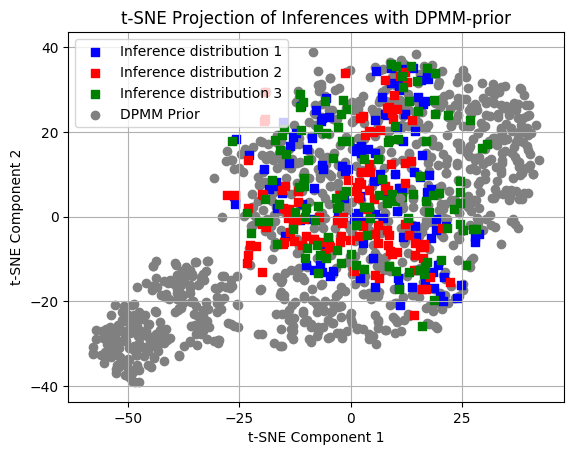 t-SNE Projection of Inferences with DPMM-prior
Inference distribution 1
Inference distribution 2
Inference distribution 3
DPMM Prior
t-SNE Component 2
40
20
0
−20
−40
−50
−25
0
25
t-SNE Component 1